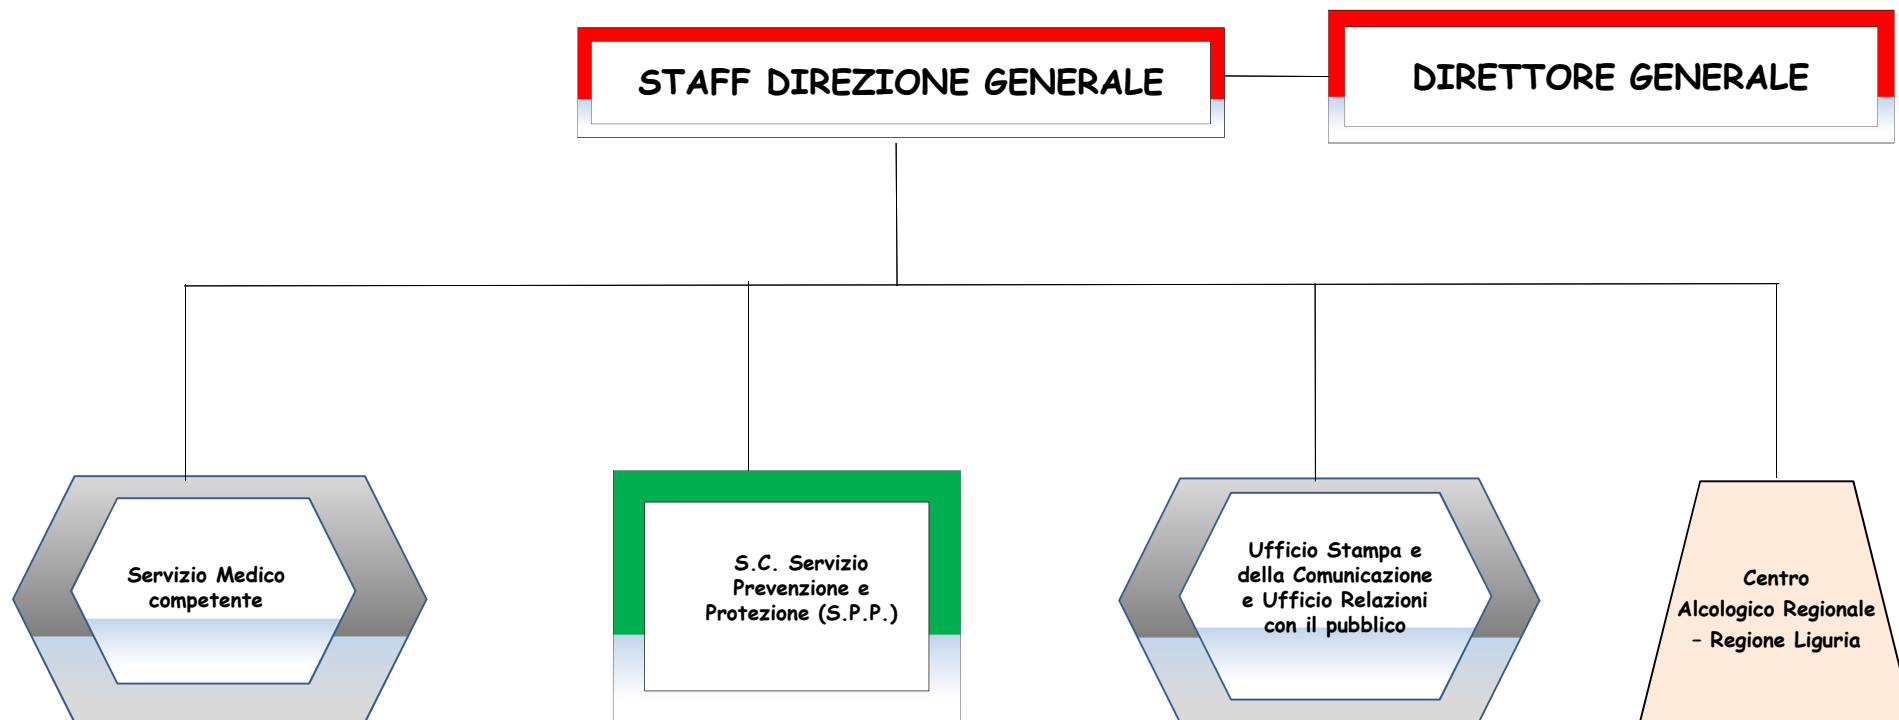 STAFF DIREZIONE GENERALE
DIRETTORE GENERALE
Servizio Medico
competente
S.C. Servizio
Prevenzione e
Protezione (S.P.P.)
Ufficio Stampa e
della Comunicazione
e Ufficio Relazioni
con il pubblico
Centro
Alcologico Regionale
– Regione Liguria